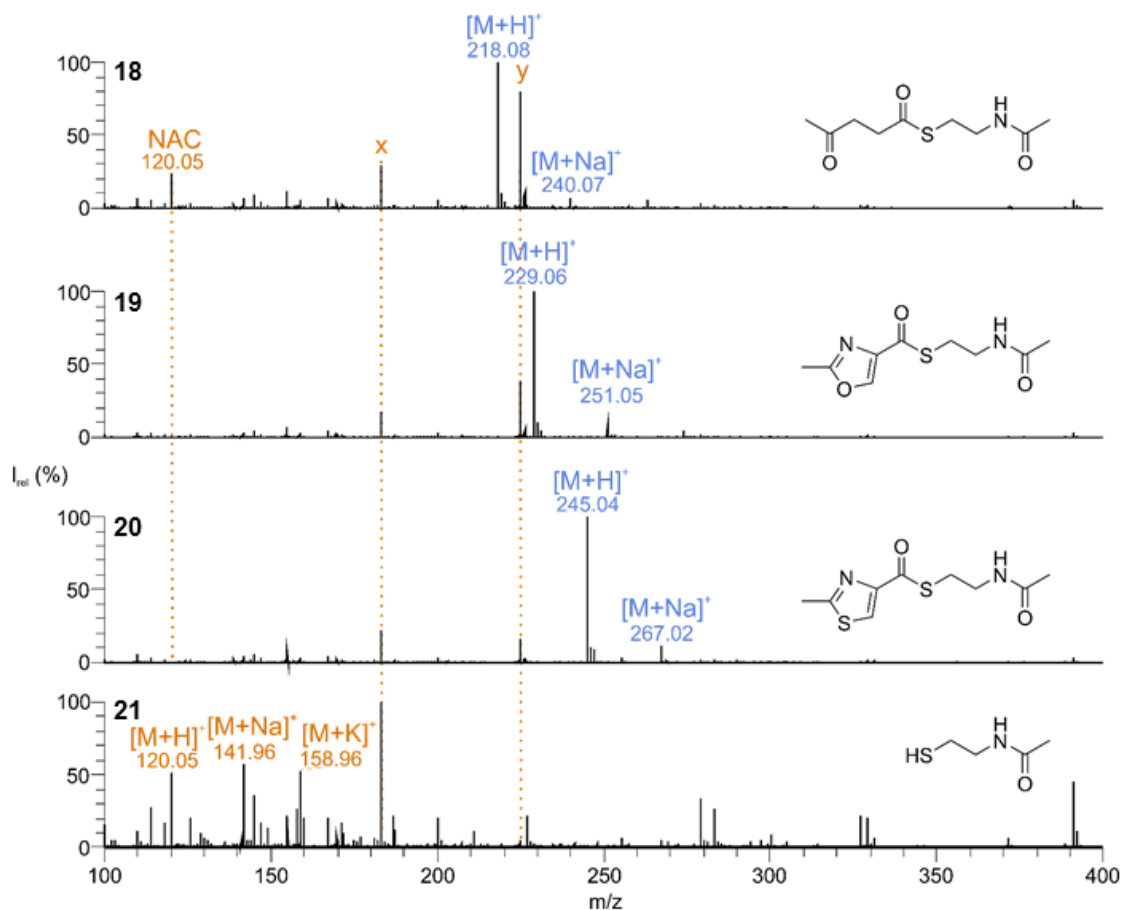 [M+H]⁺
218.08
100
18
y
NAC
120.05
x
50
[M+Na]⁺
240.07
0
O
H
N
S
O
O
[M+H]⁺
229.06
100
19
50
[M+Na]⁺
251.05
0
O
H
N
N
S
O
O
I rel (%)
[M+H]⁺
245.04
100
20
50
[M+Na]⁺
267.02
0
O
H
N
N
S
S
O
100
21
[M+H]⁺
120.05
[M+Na]⁺
141.96
[M+K]⁺
158.96
50
0
H
HS
N
O
100 150 200 250 300 350 400
m/z